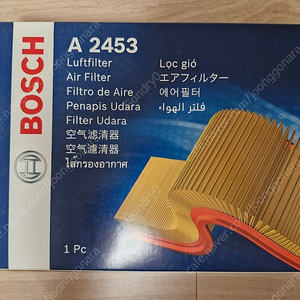 BOSCH
A 2453
Luftfilter
Air Filter
Filtro de Aire
Penapis Udara
Filter Udara
空气滤清器
空氣濾清器
ไส้กรองอากาศ
Lọc gió
エアフィルター
에어필터
فلتر الهواء
1 Pc